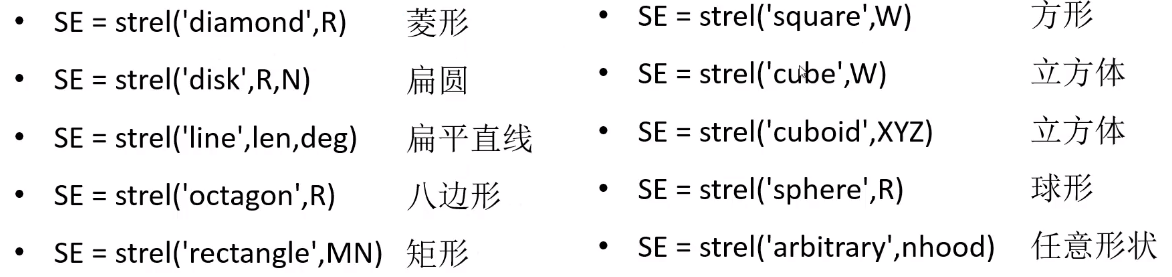 • SE = strel('diamond',R) 菱形
• SE = strel('disk',R,N) 扁圆
• SE = strel('line',len,deg) 扁平直线
• SE = strel('octagon',R) 八边形
• SE = strel('rectangle',MN) 矩形
• SE = strel('square',W) 方形
• SE = strel('cube',W) 立方体
• SE = strel('cuboid',XYZ) 立方体
• SE = strel('sphere',R) 球形
• SE = strel('arbitrary',nhood) 任意形状